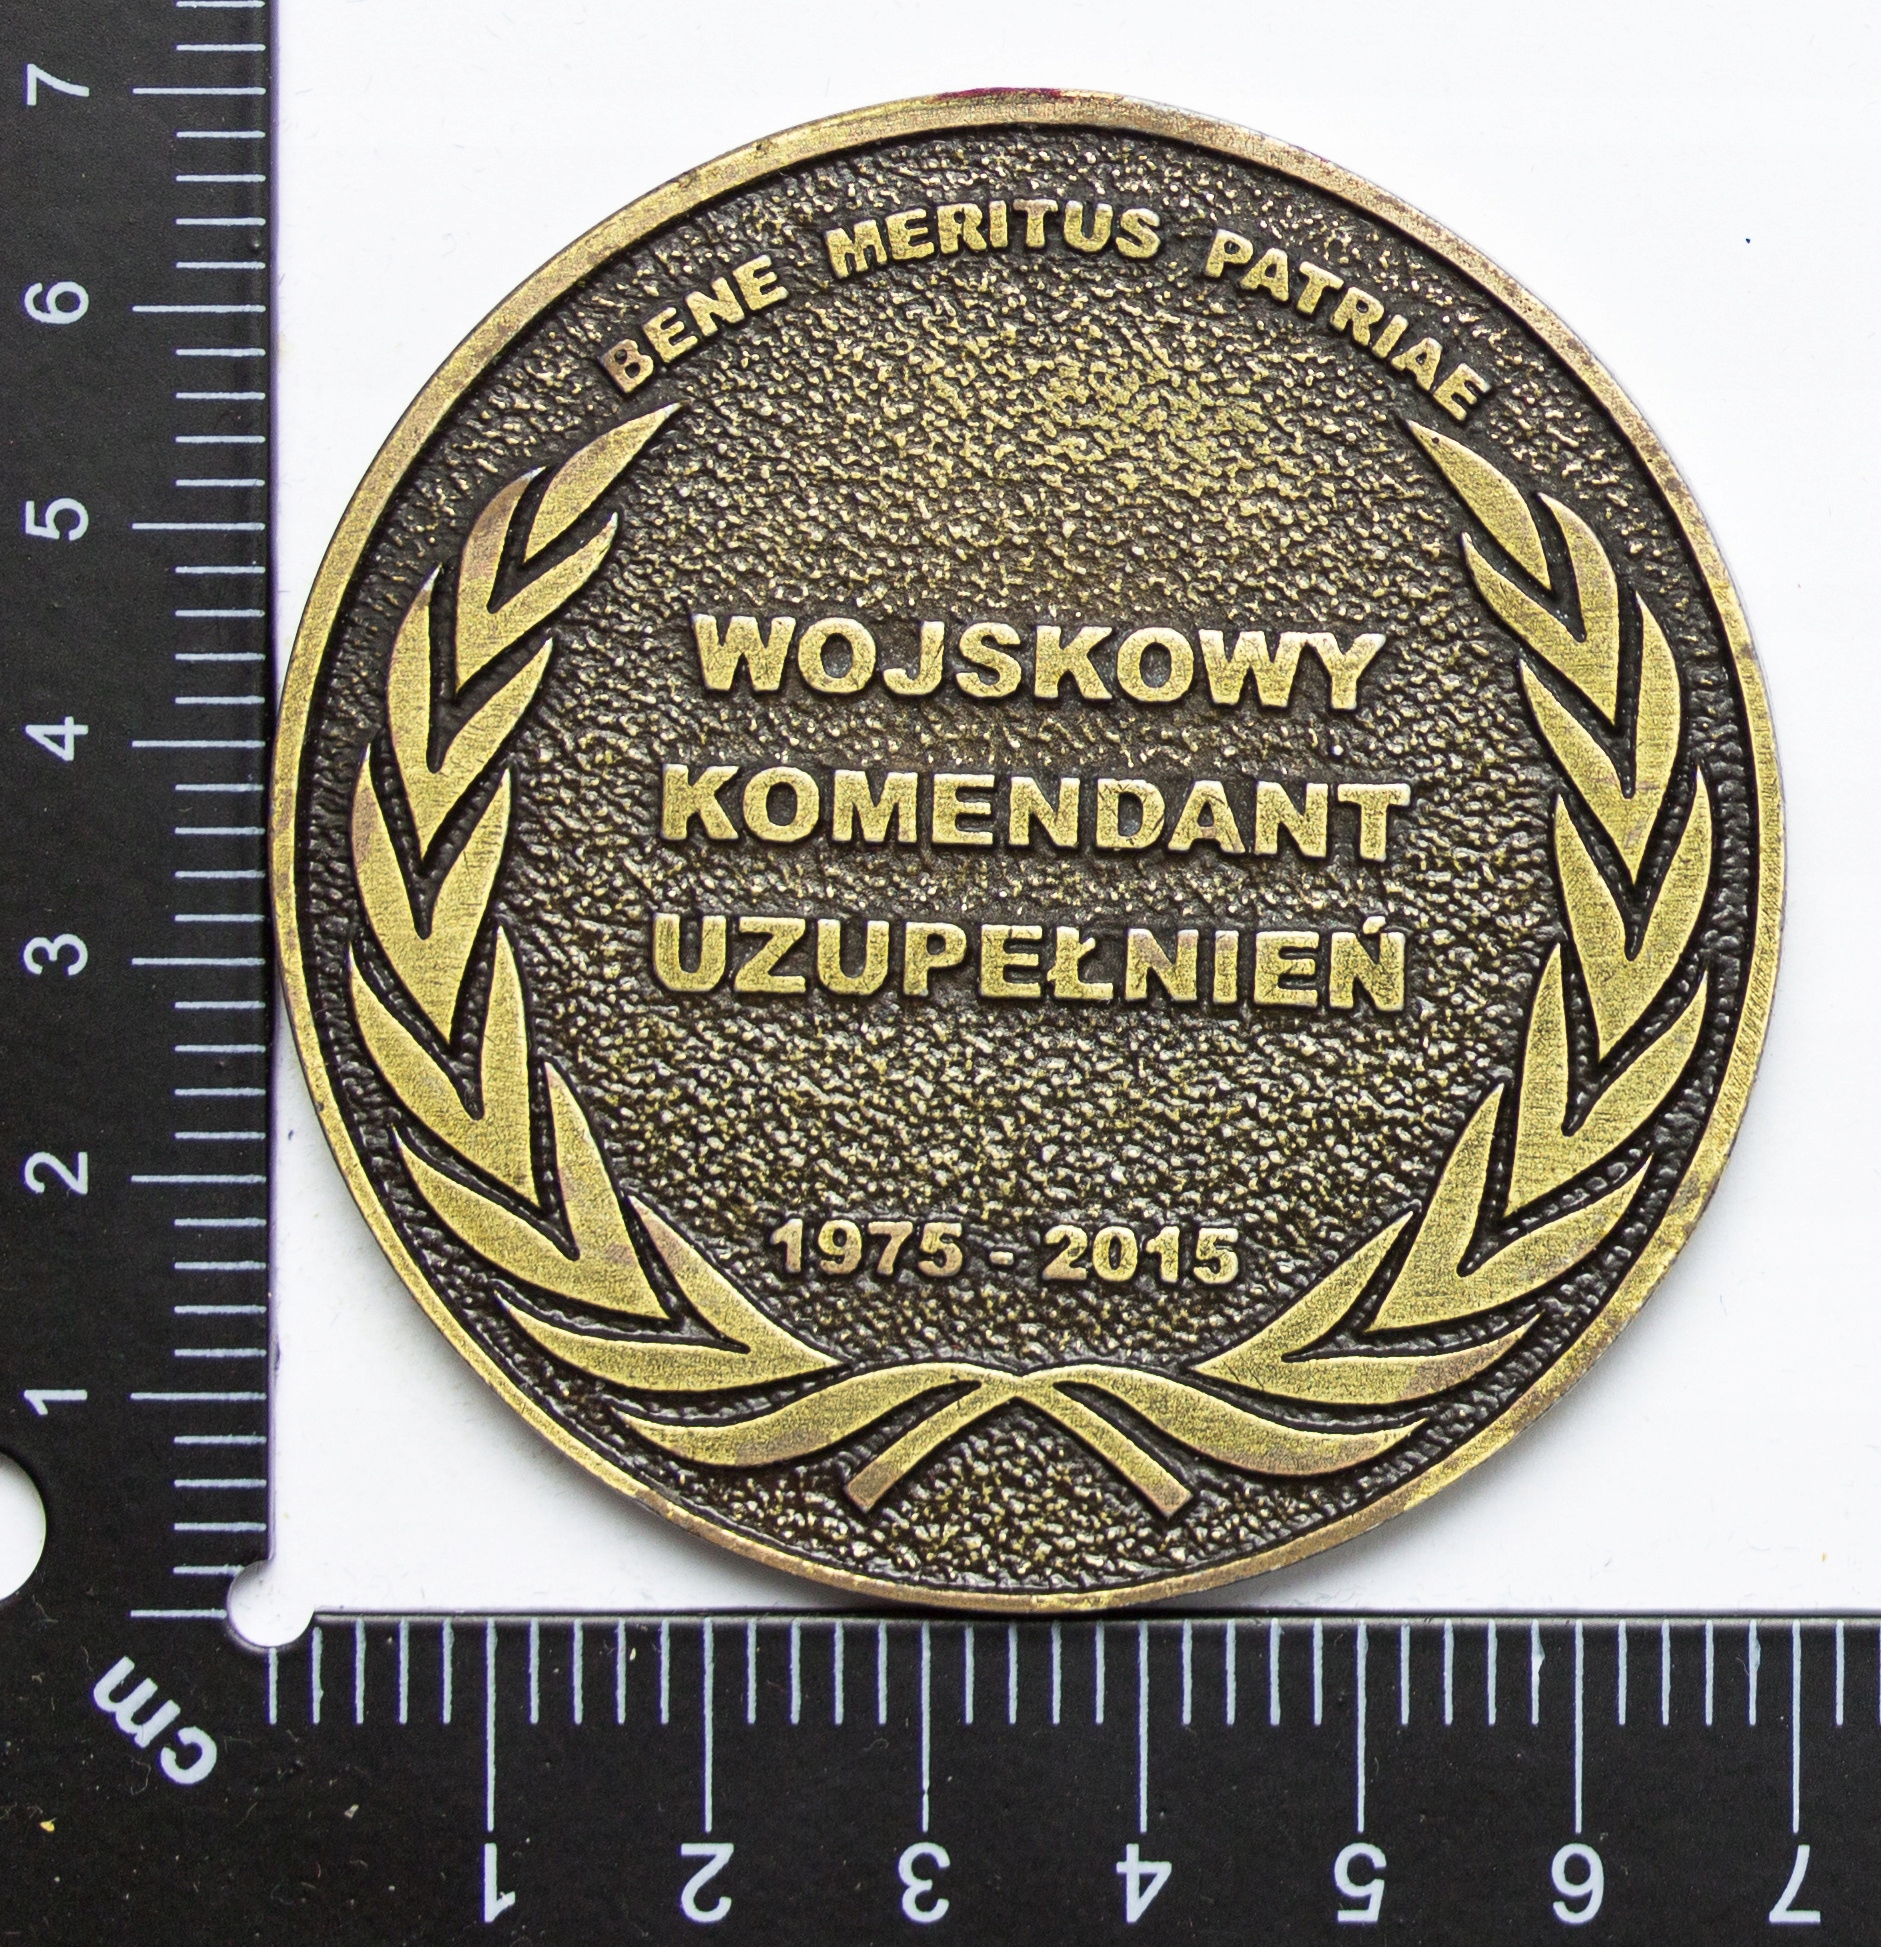 BENE MERITUS PATRIAE
WOJSKOWY
KOMENDANT
UZUPEŁNIEŃ
1975 - 2015
7
6
5
4
3
2
1
cm
1 2 3 4 5 6 7